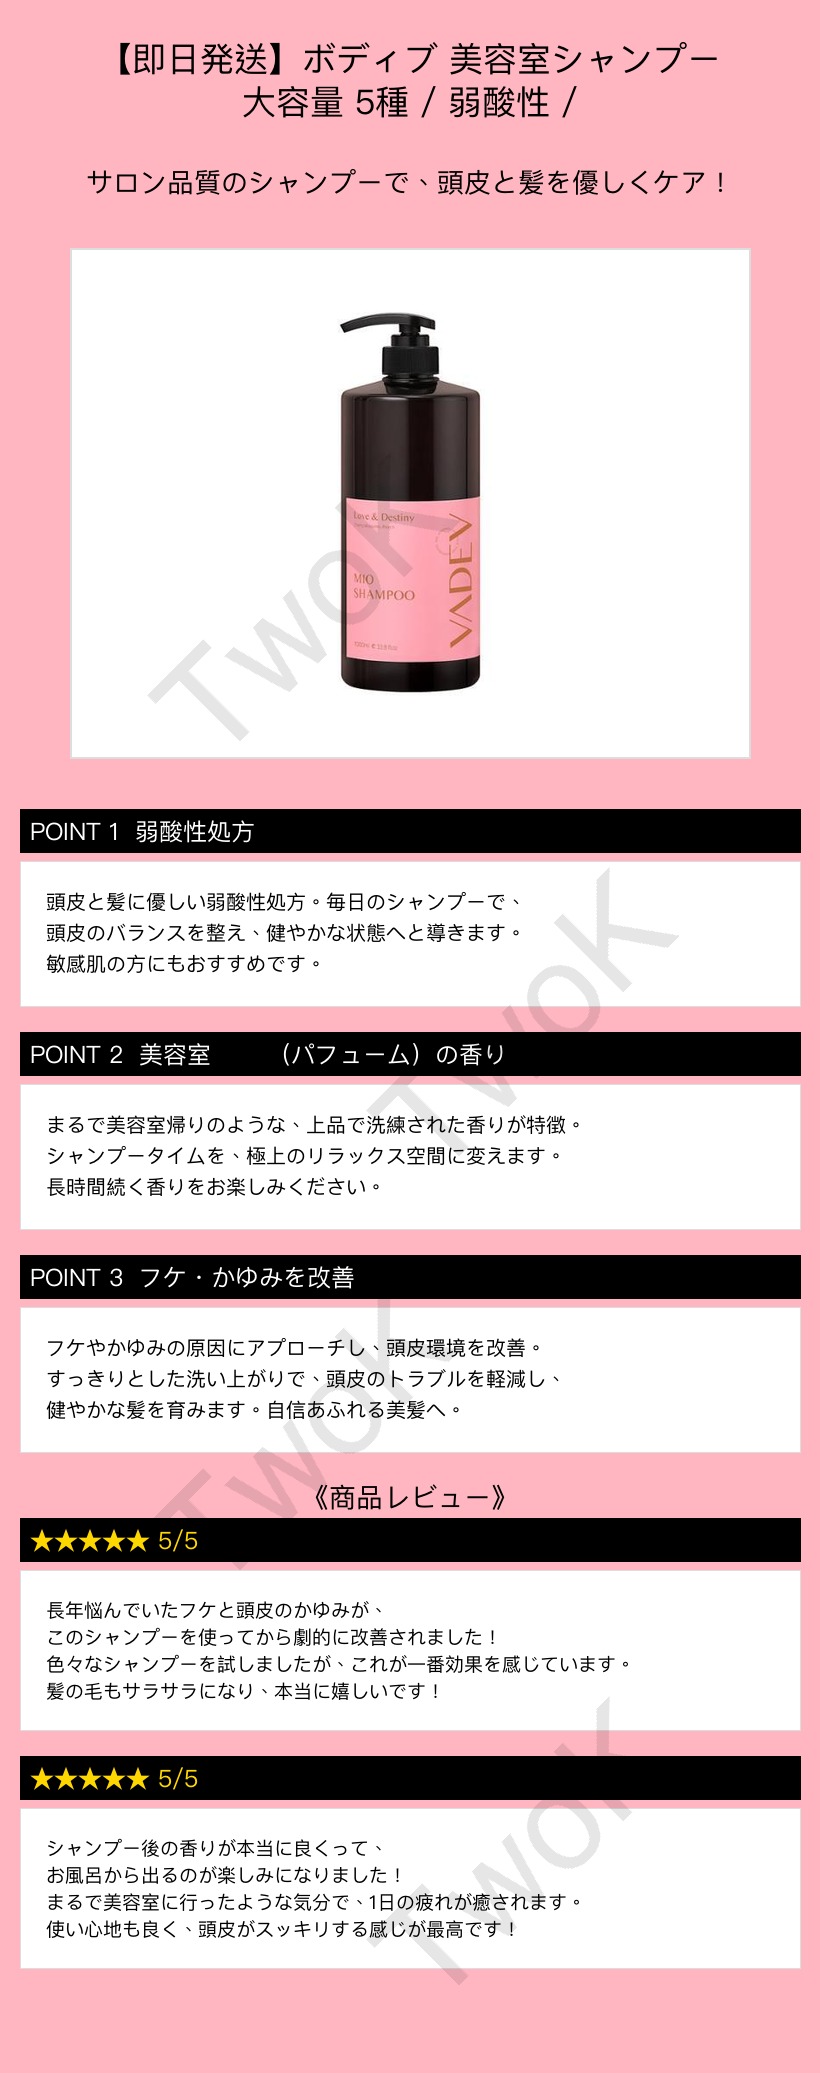 【即日発送】ボディブ 美容室シャンプー
大容量 5種 / 弱酸性 /
サロン品質のシャンプーで、頭皮と髪を優しくケア！
Love & Destiny
MIO
SHAMPOO
VADEV
TwoK
POINT 1 弱酸性処方
頭皮と髪に優しい弱酸性処方。毎日のシャンプーで、
頭皮のバランスを整え、健やかな状態へと導きます。
敏感肌の方にもおすすめです。
TwoK
POINT 2 美容室 （パフューム）の香り
まるで美容室帰りのような、上品で洗練された香りが特徴。
シャンプータイムを、極上のリラックス空間に変えます。
長時間続く香りをお楽しみください。
POINT 3 フケ・かゆみを改善
フケやかゆみの原因にアプローチし、頭皮環境を改善。
すっきりとした洗い上がりで、頭皮のトラブルを軽減し、
健やかな髪を育みます。自信あふれる美髪へ。
TwoK
《商品レビュー》
★★★★★ 5/5
長年悩んでいたフケと頭皮のかゆみが、
このシャンプーを使ってから劇的に改善されました！
色々なシャンプーを試しましたが、これが一番効果を感じています。
髪の毛もサラサラになり、本当に嬉しいです！
★★★★★ 5/5
シャンプー後の香りが本当に良くって、
お風呂から出るのが楽しみになりました！
まるで美容室に行ったような気分で、1日の疲れが癒されます。
使い心地も良く、頭皮がスッキリする感じが最高です！
TwoK